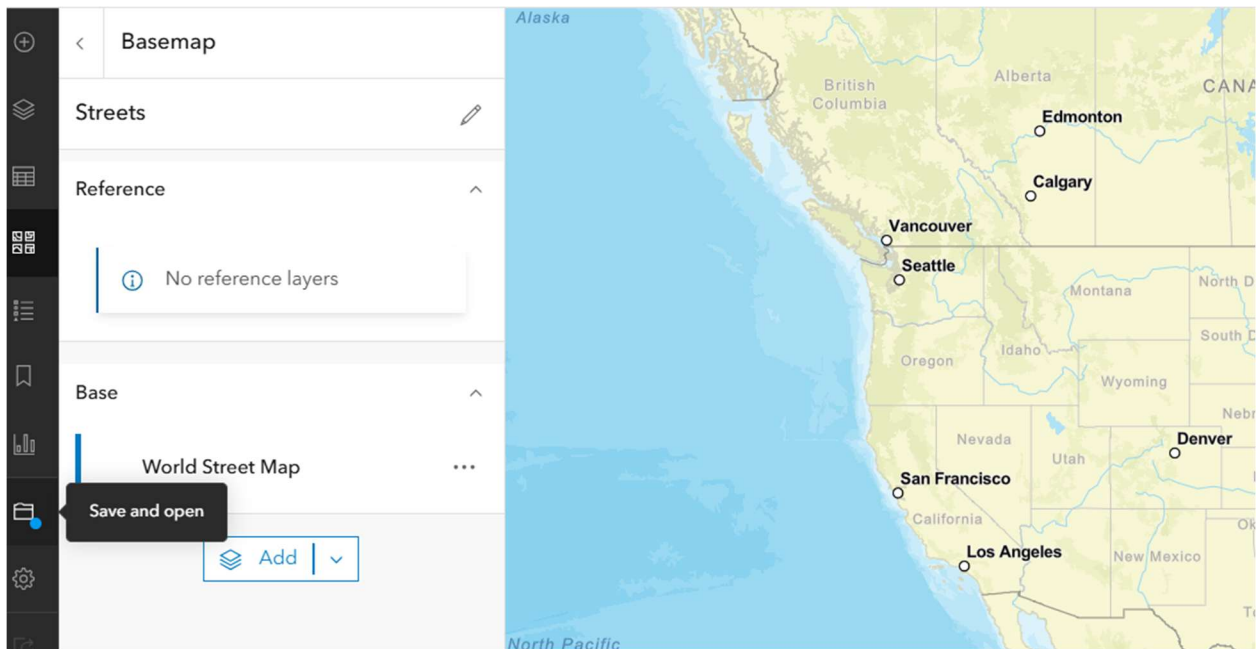 Basemap
Streets
Reference
No reference layers
Base
World Street Map
Save and open
Add
Alaska
British
Columbia
Alberta
CANA
Edmonton
Calgary
Vancouver
Seattle
Montana
North D
South D
Oregon
Idaho
Wyoming
Nebr
Nevada
Utah
Denver
San Francisco
California
Ok
Los Angeles
New Mexico
Te
North Pacific